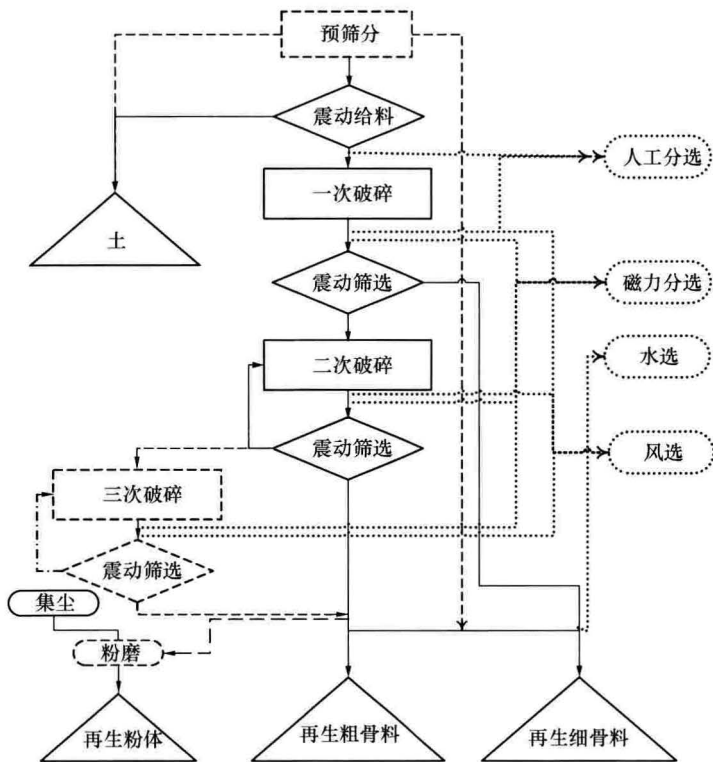 预筛分
震动给料
人工分选
一次破碎
土
震动筛选
磁力分选
二次破碎
水选
震动筛选
风选
三次破碎
震动筛选
集尘
粉磨
再生粉体
再生粗骨料
再生细骨料